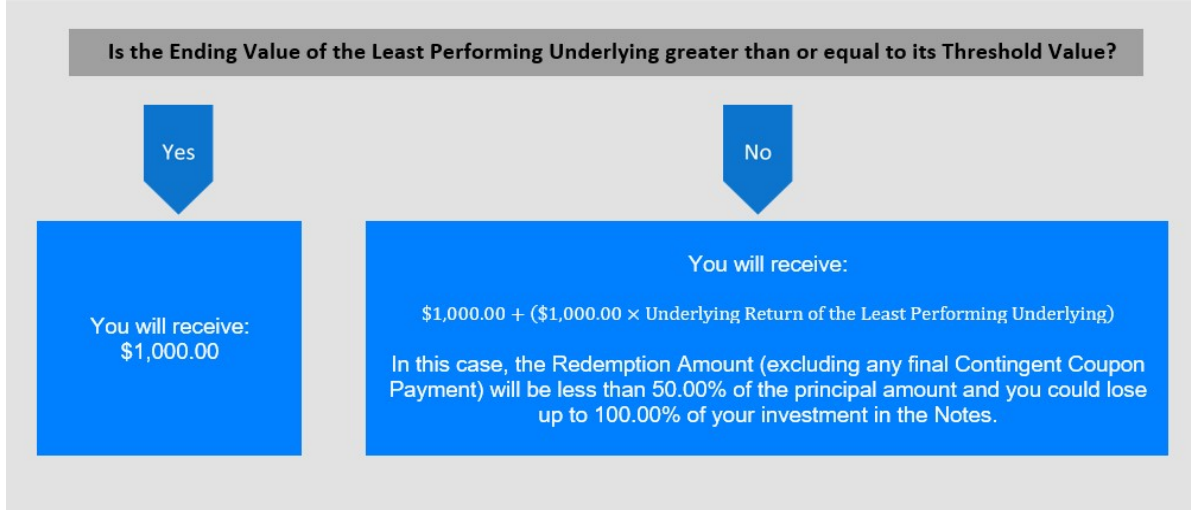 Is the Ending Value of the Least Performing Underlying greater than or equal to its Threshold Value?
Yes
No
You will receive:
$1,000.00
You will receive:
$1,000.00 + ($1,000.00 × Underlying Return of the Least Performing Underlying)
In this case, the Redemption Amount (excluding any final Contingent Coupon
Payment) will be less than 50.00% of the principal amount and you could lose
up to 100.00% of your investment in the Notes.